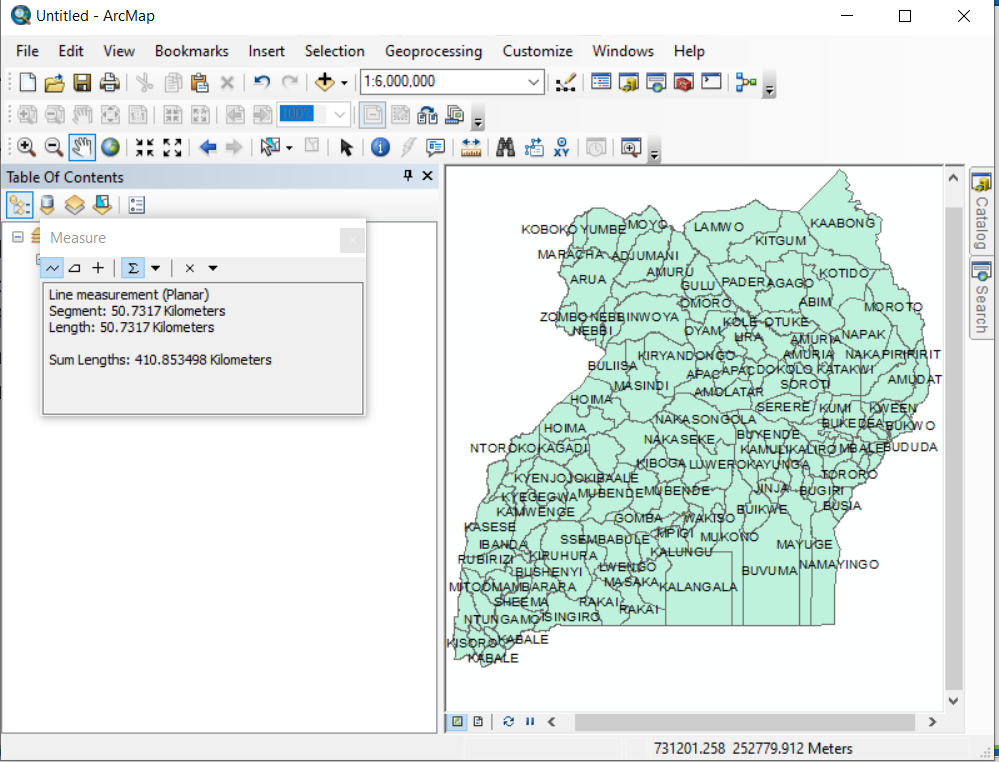 Untitled - ArcMap
File Edit View Bookmarks Insert Selection Geoprocessing Customize Windows Help
1:6,000,000
100%
Table Of Contents
Measure
Line measurement (Planar)
Segment: 50.7317 Kilometers
Length: 50.7317 Kilometers
Sum Lengths: 410.853498 Kilometers
Catalog
Search
KAABONG
KOBOKO YUMBE MOYO LAMWO
KITGUM
MARACHA ADJUMANI
ARUA AMURU KOTIDO
GULU PADER AGAGO
OMORO ABIM MOROTO
ZOMBO NEBBI NWOYA
KOLE OTUKE
NEBBI OYAM LIRA AMURIA NAPAK
KIRYANDONGO AMURIA NAKAPIRIPIRIT
BULIISA APAC APAC DOKOLO KATAKWI
MASINDI AMOLATAR SOROTI AMUDAT
HOIMA SERERE KUMI KWEEN
NAKASONGOLA BUKEDEA BUKWO
HOIMA NAKASEKE BUYENDE
NTOROKO KAGADI KAMULI KALIRO MBALE BUDUDA
KIBOGA LUWERO KAYUNGA
KYENJOJO KIBAALE TORORO
KYEGEGWA MUBENDE MUBENDE JINJA BUGIRI
KAMWENGE BUIKWE BUSIA
KASESE GOMBA WAKISO
SSEMBABULE MPIGI MUKONO
IBANDA KALUNGU MAYUGE
RUBIRIZI KIRUHURA
BUSHENYI LWENGO BUVUMA NAMAYINGO
MITOOMA MBARARA MASAKA KALANGALA
SHEEMA RAKAI RAKAI
NTUNGAMO ISINGIRO
KISORO KABALE
KABALE
731201.258 252779.912 Meters